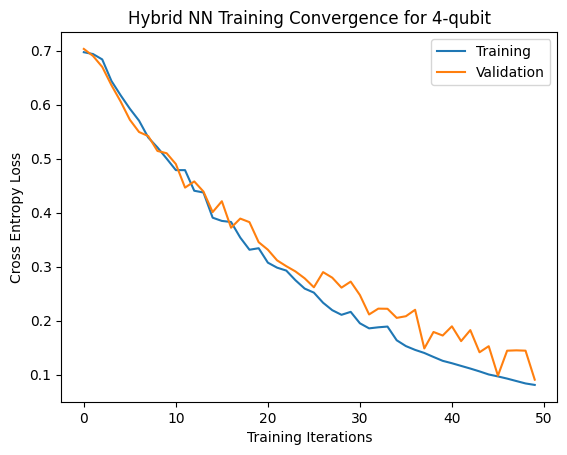 Hybrid NN Training Convergence for 4-qubit
Training
Validation
Cross Entropy Loss
0.7
0.6
0.5
0.4
0.3
0.2
0.1
0 10 20 30 40 50
Training Iterations